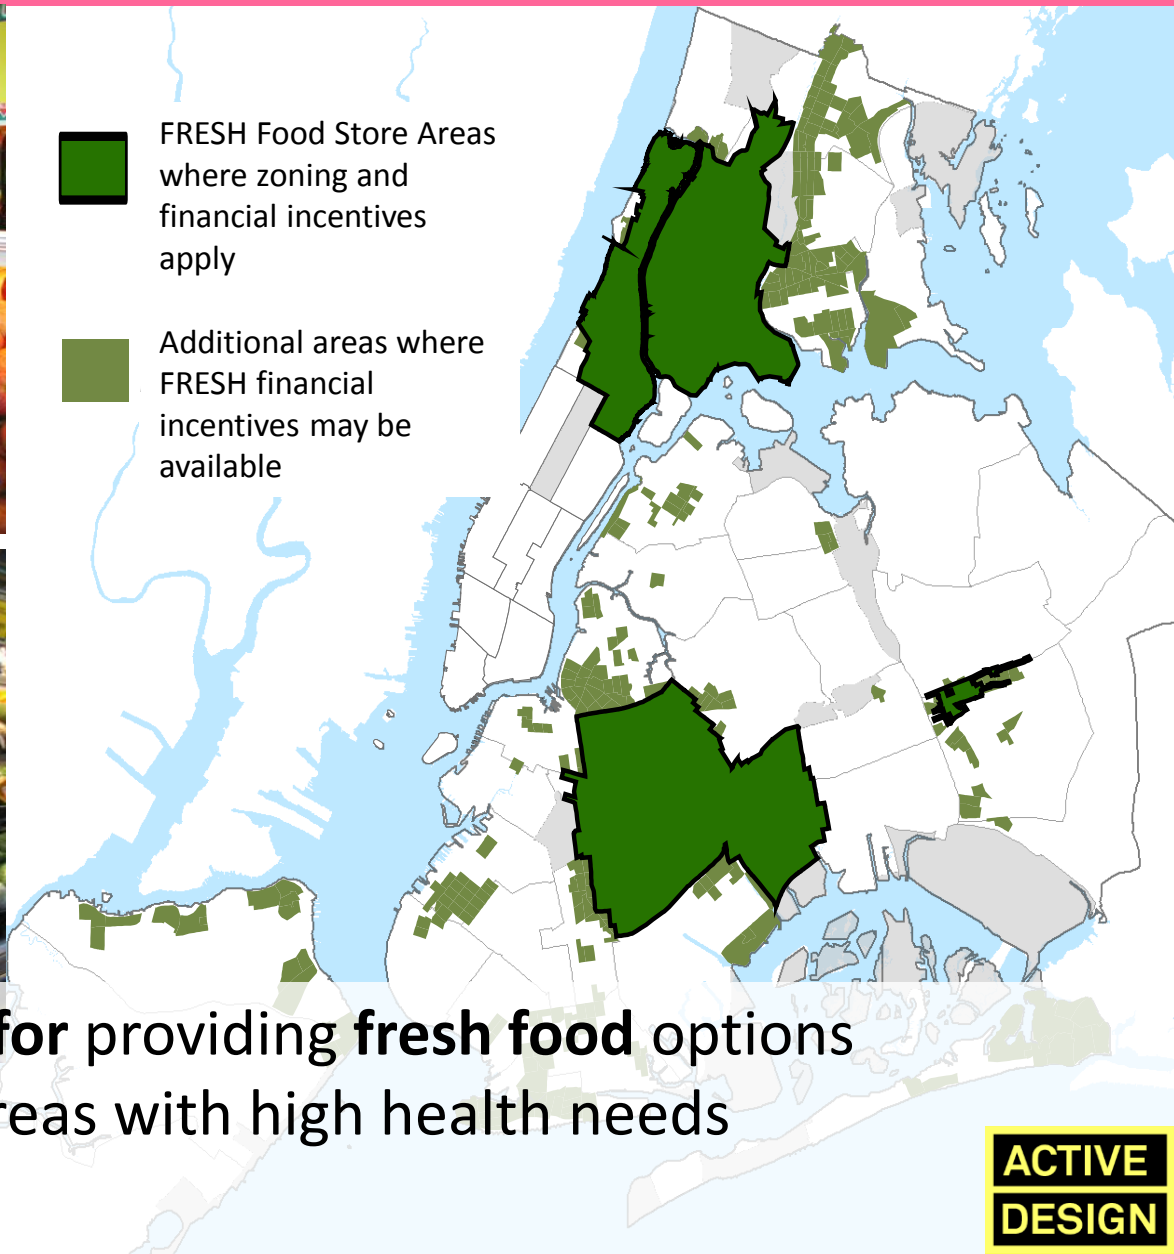 FRESH Food Store Areas
where zoning and
financial incentives
apply
Additional areas where
FRESH financial
incentives may be
available
for providing fresh food options
reas with high health needs
ACTIVE
DESIGN